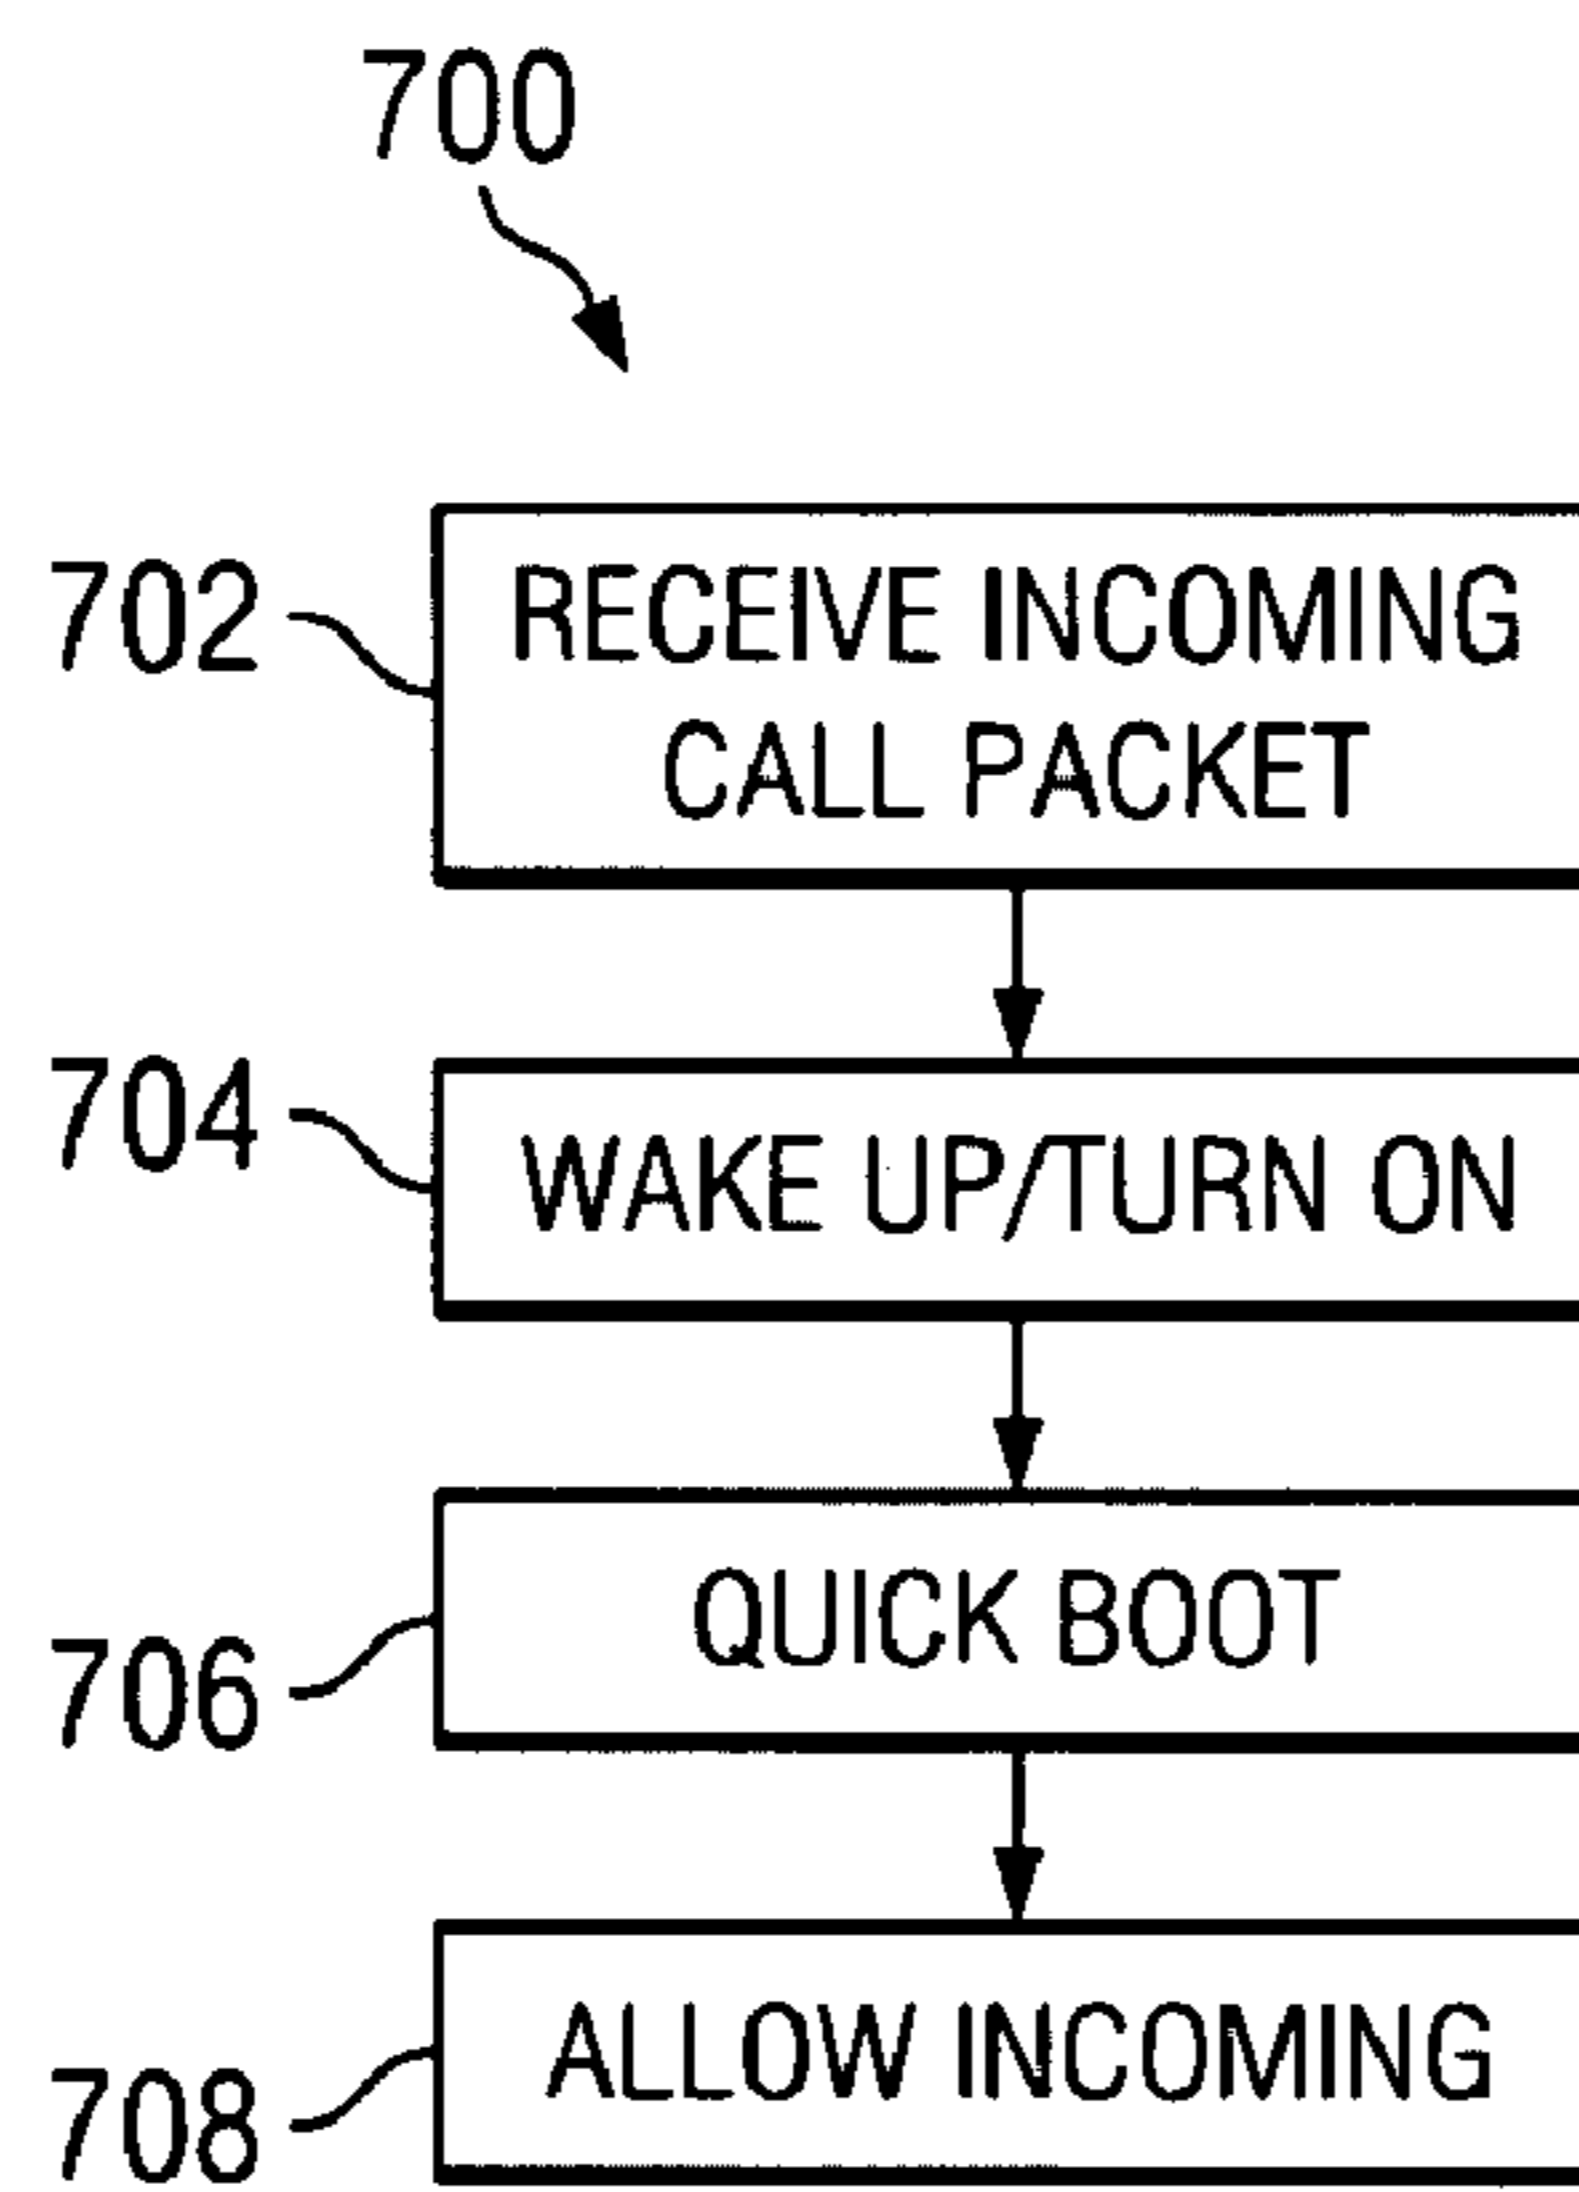 700
702
RECEIVE INCOMING
CALL PACKET
704
WAKE UP/TURN ON
706
QUICK BOOT
708
ALLOW INCOMING